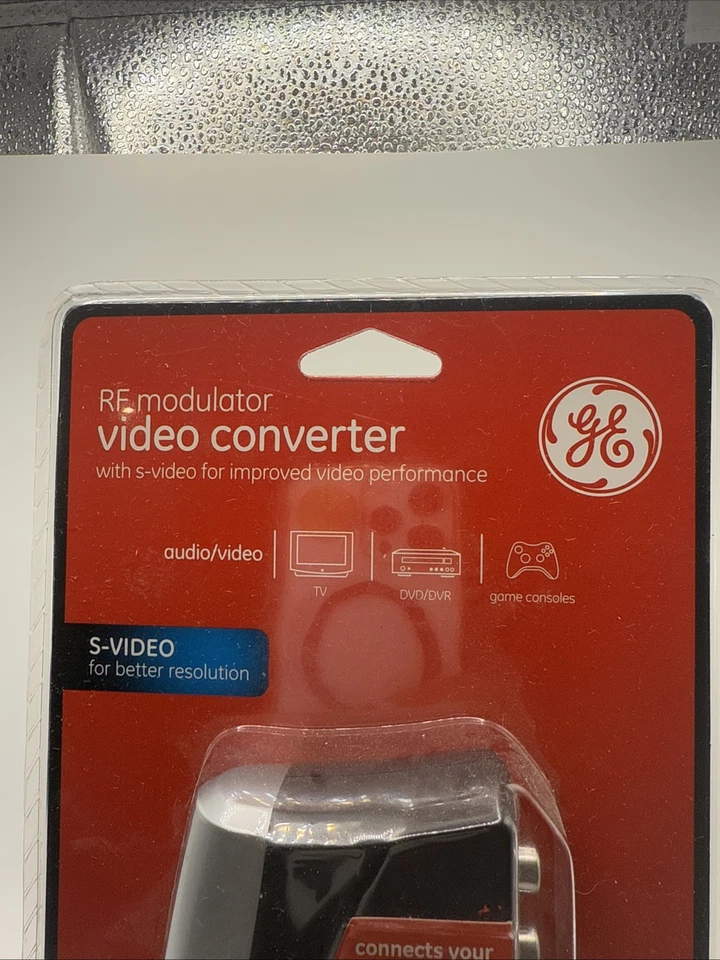 RF modulator
video converter
with s-video for improved video performance
GE
audio/video
TV
DVD/DVR
game consoles
S-VIDEO
for better resolution
connects your